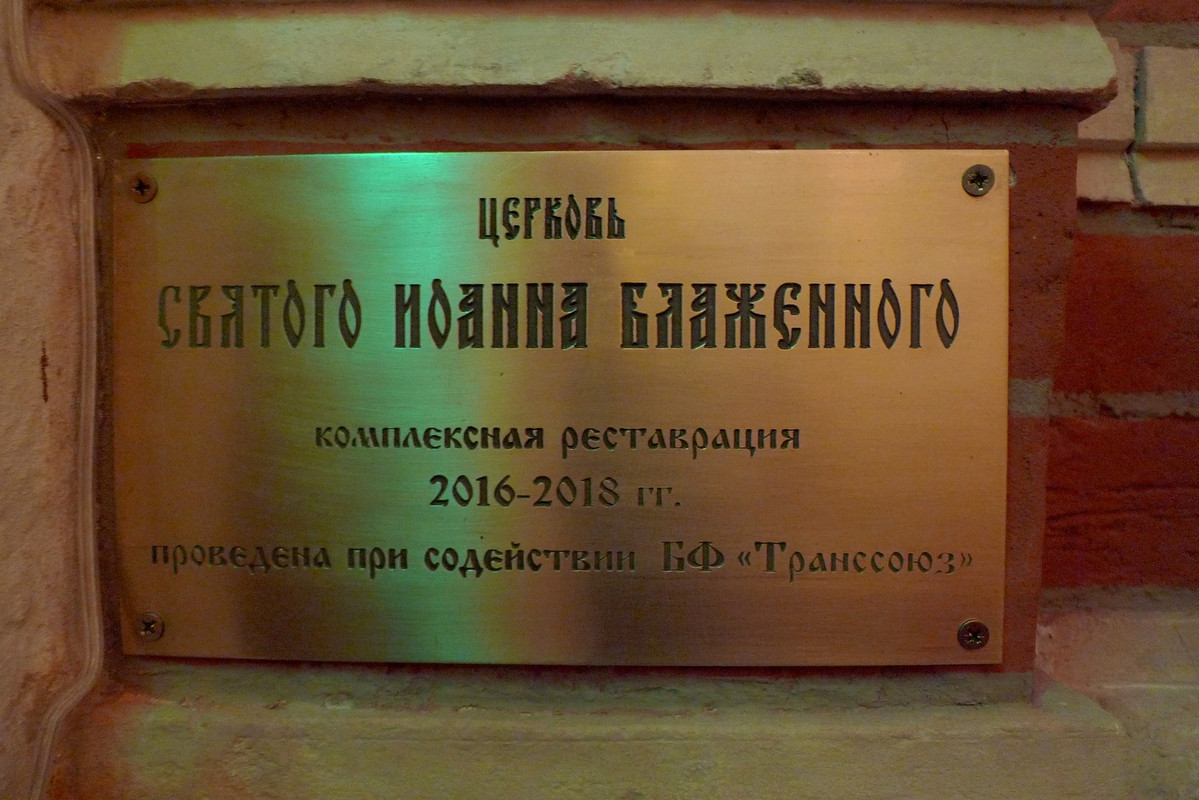 ЦЕРКОВЬ
СВЯТОГО ИОАННА БЛАЖЕННОГО
комплексная реставрация
2016-2018 гг.
проведена при содействии БФ «Транссоюз»